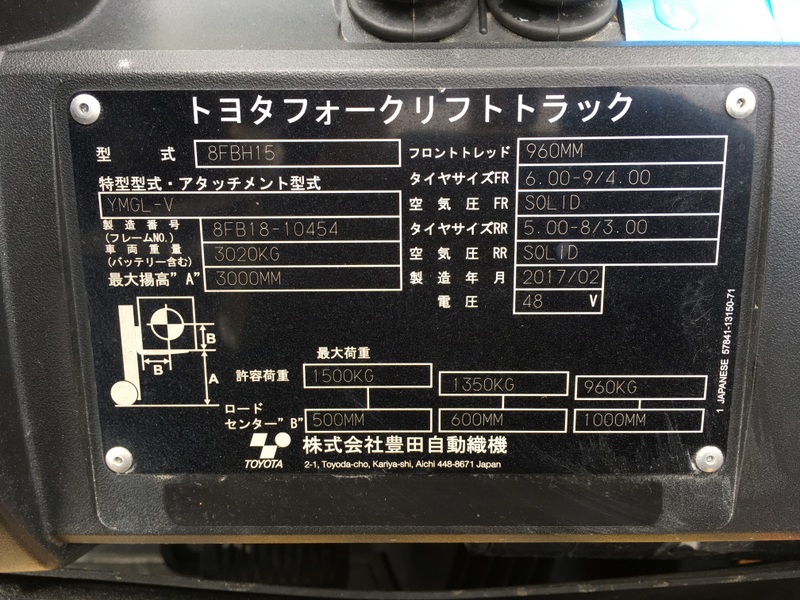 トヨタフォークリフトトラック
型 式 8FBH15
特型型式・アタッチメント型式
YMGL-V
製造番号
(フレームNO.) 8FB18-10454
車両重量
(バッテリー含む) 3020KG
最大揚高"A" 3000MM
フロントトレッド 960MM
タイヤサイズFR 6.00-9/4.00
空気圧 FR SOLID
タイヤサイズRR 5.00-8/3.00
空気圧 RR SOLID
製造年月 2017/02
電圧 48 V
B
B
A
最大荷重
許容荷重 1500KG 1350KG 960KG
ロード
センター"B" 500MM 600MM 1000MM
TOYOTA
株式会社豊田自動織機
2-1, Toyoda-cho, Kariya-shi, Aichi 448-8671 Japan
1 JAPANESE 57841-13150-71